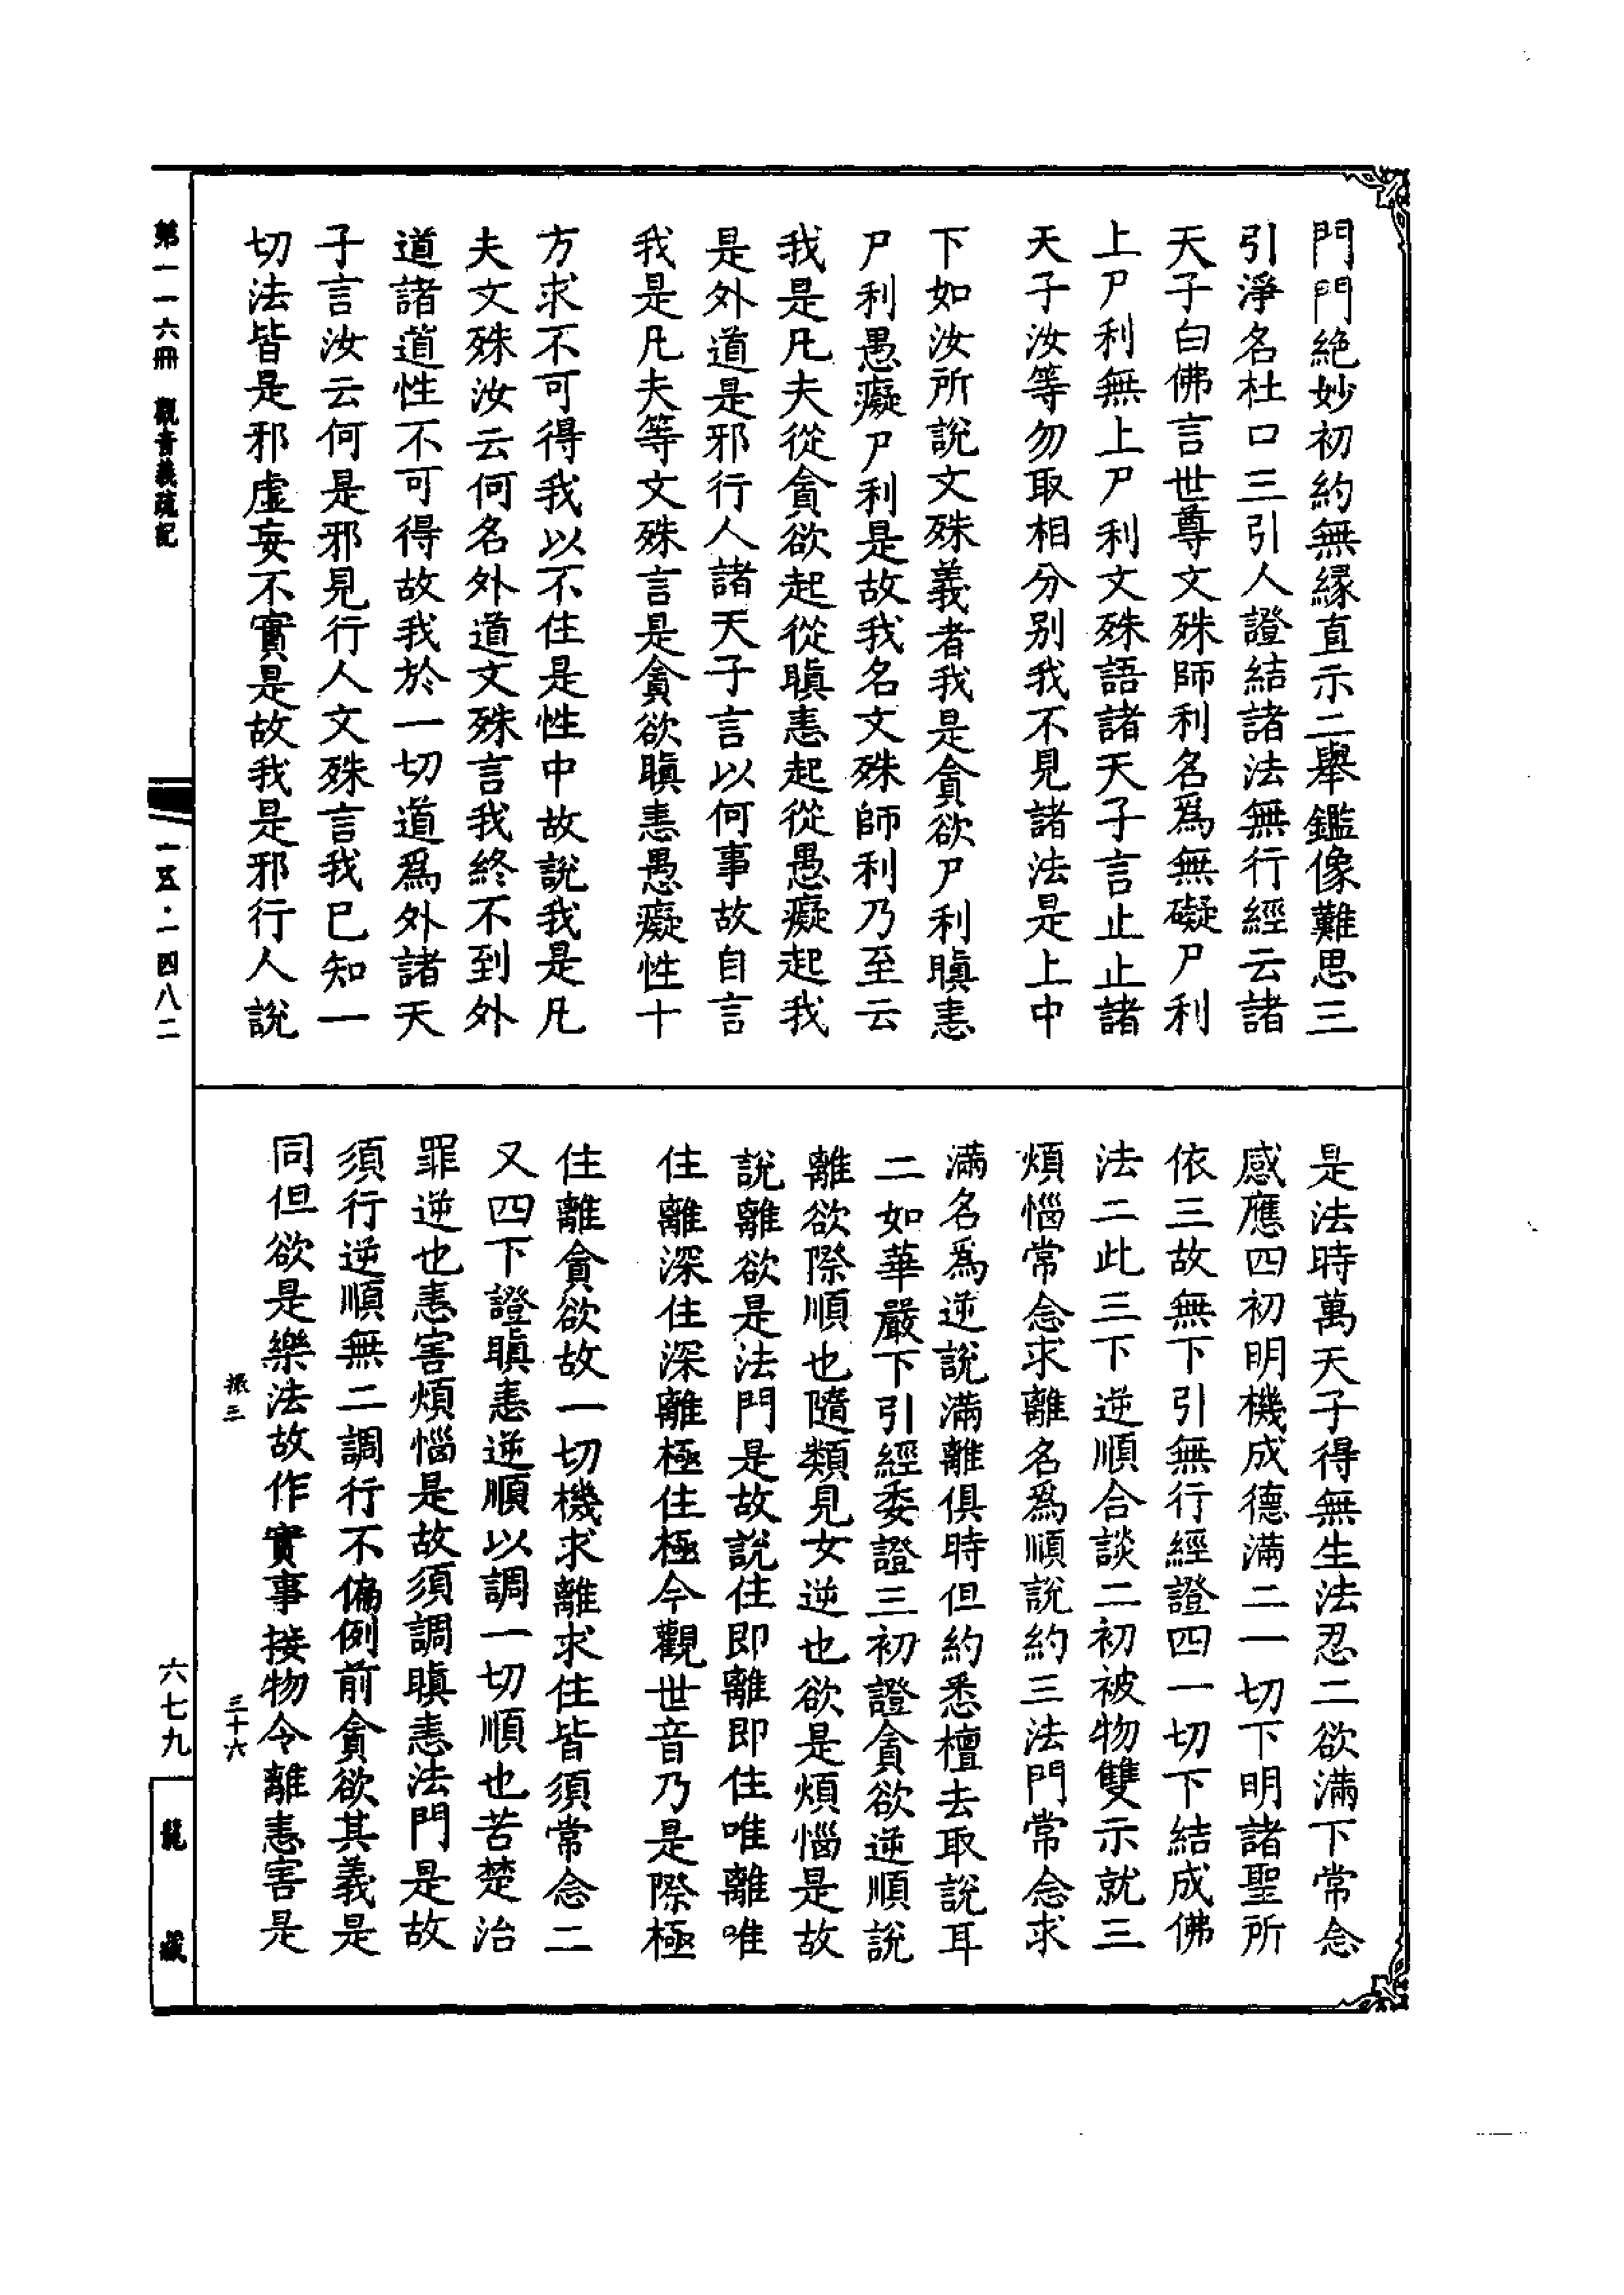 門門絶妙初約無緣直示二舉鑑像難思三
引淨名杜口三引人證結諸法無行經云諸
天子白佛言世尊文殊師利名爲無礙尸利
上尸利無上尸利文殊語諸天子言止止諸
天子汝等勿取相分别我不見諸法是上中
下如汝所說文殊義者我是貪欲尸利瞋恚
尸利愚癡尸利是故我名文殊師利乃至云
我是凡夫從貪欲起從瞋恚起從愚癡起我
是外道是邪行人諸天子言以何事故自言
我是凡夫等文殊言是貪欲瞋恚愚癡性十
方求不可得我以不住是性中故說我是凡
夫文殊汝云何名外道文殊言我終不到外
道諸道性不可得故我於一切道爲外諸天
子言汝云何是邪見行人文殊言我已知一
切法皆是邪虛妄不實是故我是邪行人說
是法時萬天子得無生法忍二欲滿下常念
感應四初明機成德滿二一切下明諸聖所
依三故無下引無行經證四一切下結成佛
法二此三下逆順合談二初被物雙示就三
煩惱常念求離名爲順說約三法門常念求
滿名爲逆說滿離俱時但約悉檀去取說耳
二如華嚴下引經委證三初證貪欲逆順說
離欲際順也隨類見女逆也欲是煩惱是故
說離欲是法門是故說住即離即住唯離唯
住離深住深離極住極今觀世音乃是際極
住離貪欲故一切機求離求住皆須常念二
又四下證瞋恚逆順以調一切順也苦楚治
罪逆也恚害煩惱是故須調瞋恚法門是故
須行逆順無二調行不偏例前貪欲其義是
同但欲是樂法故作實事接物令離恚害是
振三
三十六
第一一六冊 觀音義疏記
一五·一四八二
六七九
龍藏